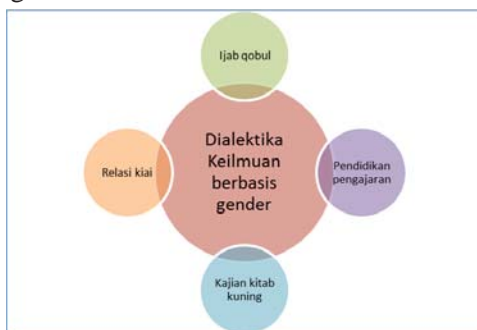 Ijab qobul
Dialektika
Keilmuan
berbasis
gender
Relasi kiai
Pendidikan
pengajaran
Kajian kitab
kuning